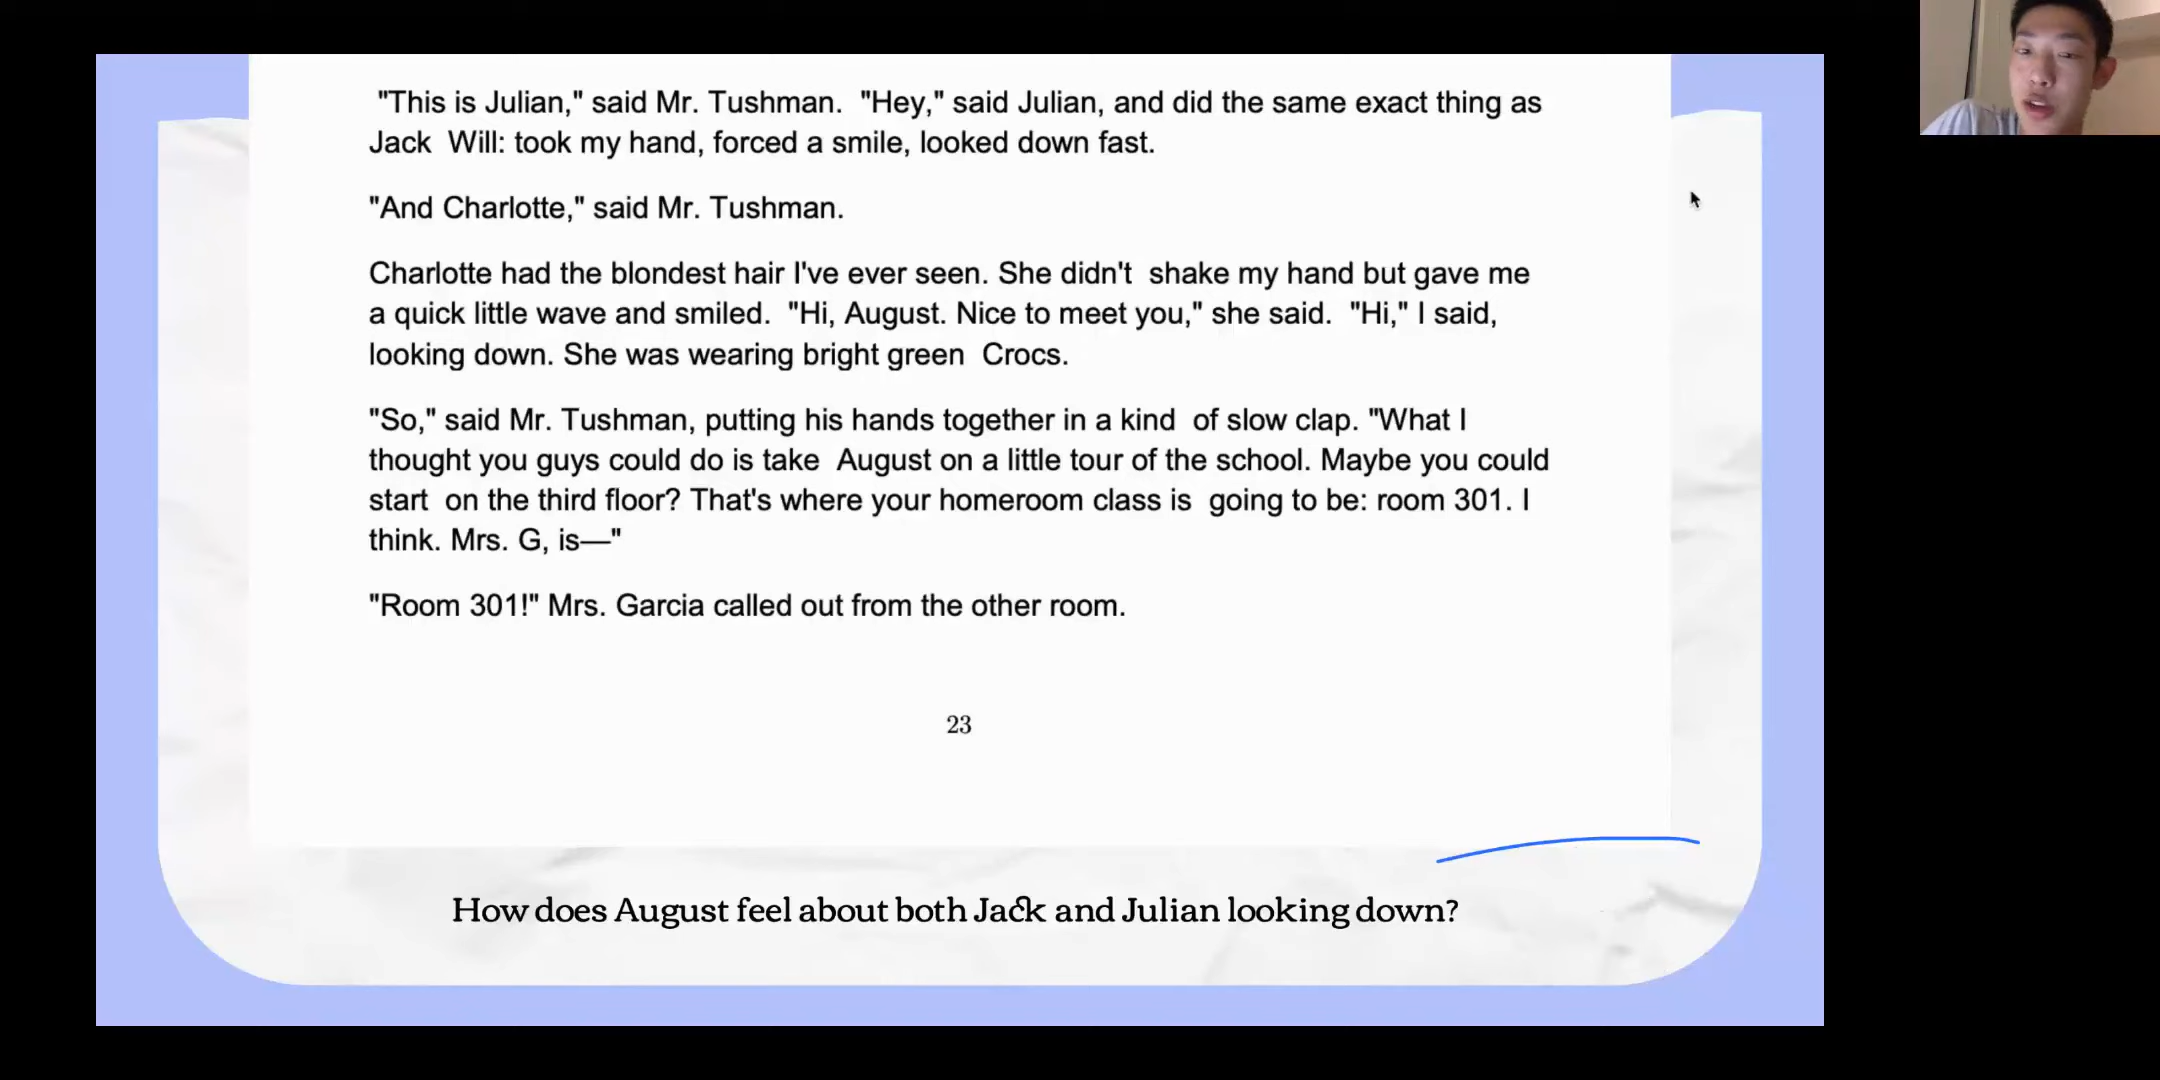 "This is Julian," said Mr. Tushman.  "Hey," said Julian, and did the same exact thing as
Jack  Will: took my hand, forced a smile, looked down fast.
"And Charlotte," said Mr. Tushman.
Charlotte had the blondest hair I've ever seen. She didn't  shake my hand but gave me
a quick little wave and smiled.  "Hi, August. Nice to meet you," she said.  "Hi," I said,
looking down. She was wearing bright green  Crocs.
"So," said Mr. Tushman, putting his hands together in a kind  of slow clap. "What I
thought you guys could do is take  August on a little tour of the school. Maybe you could
start  on the third floor? That's where your homeroom class is  going to be: room 301. I
think. Mrs. G, is—"
"Room 301!" Mrs. Garcia called out from the other room.
23
How does August feel about both Jack and Julian looking down?